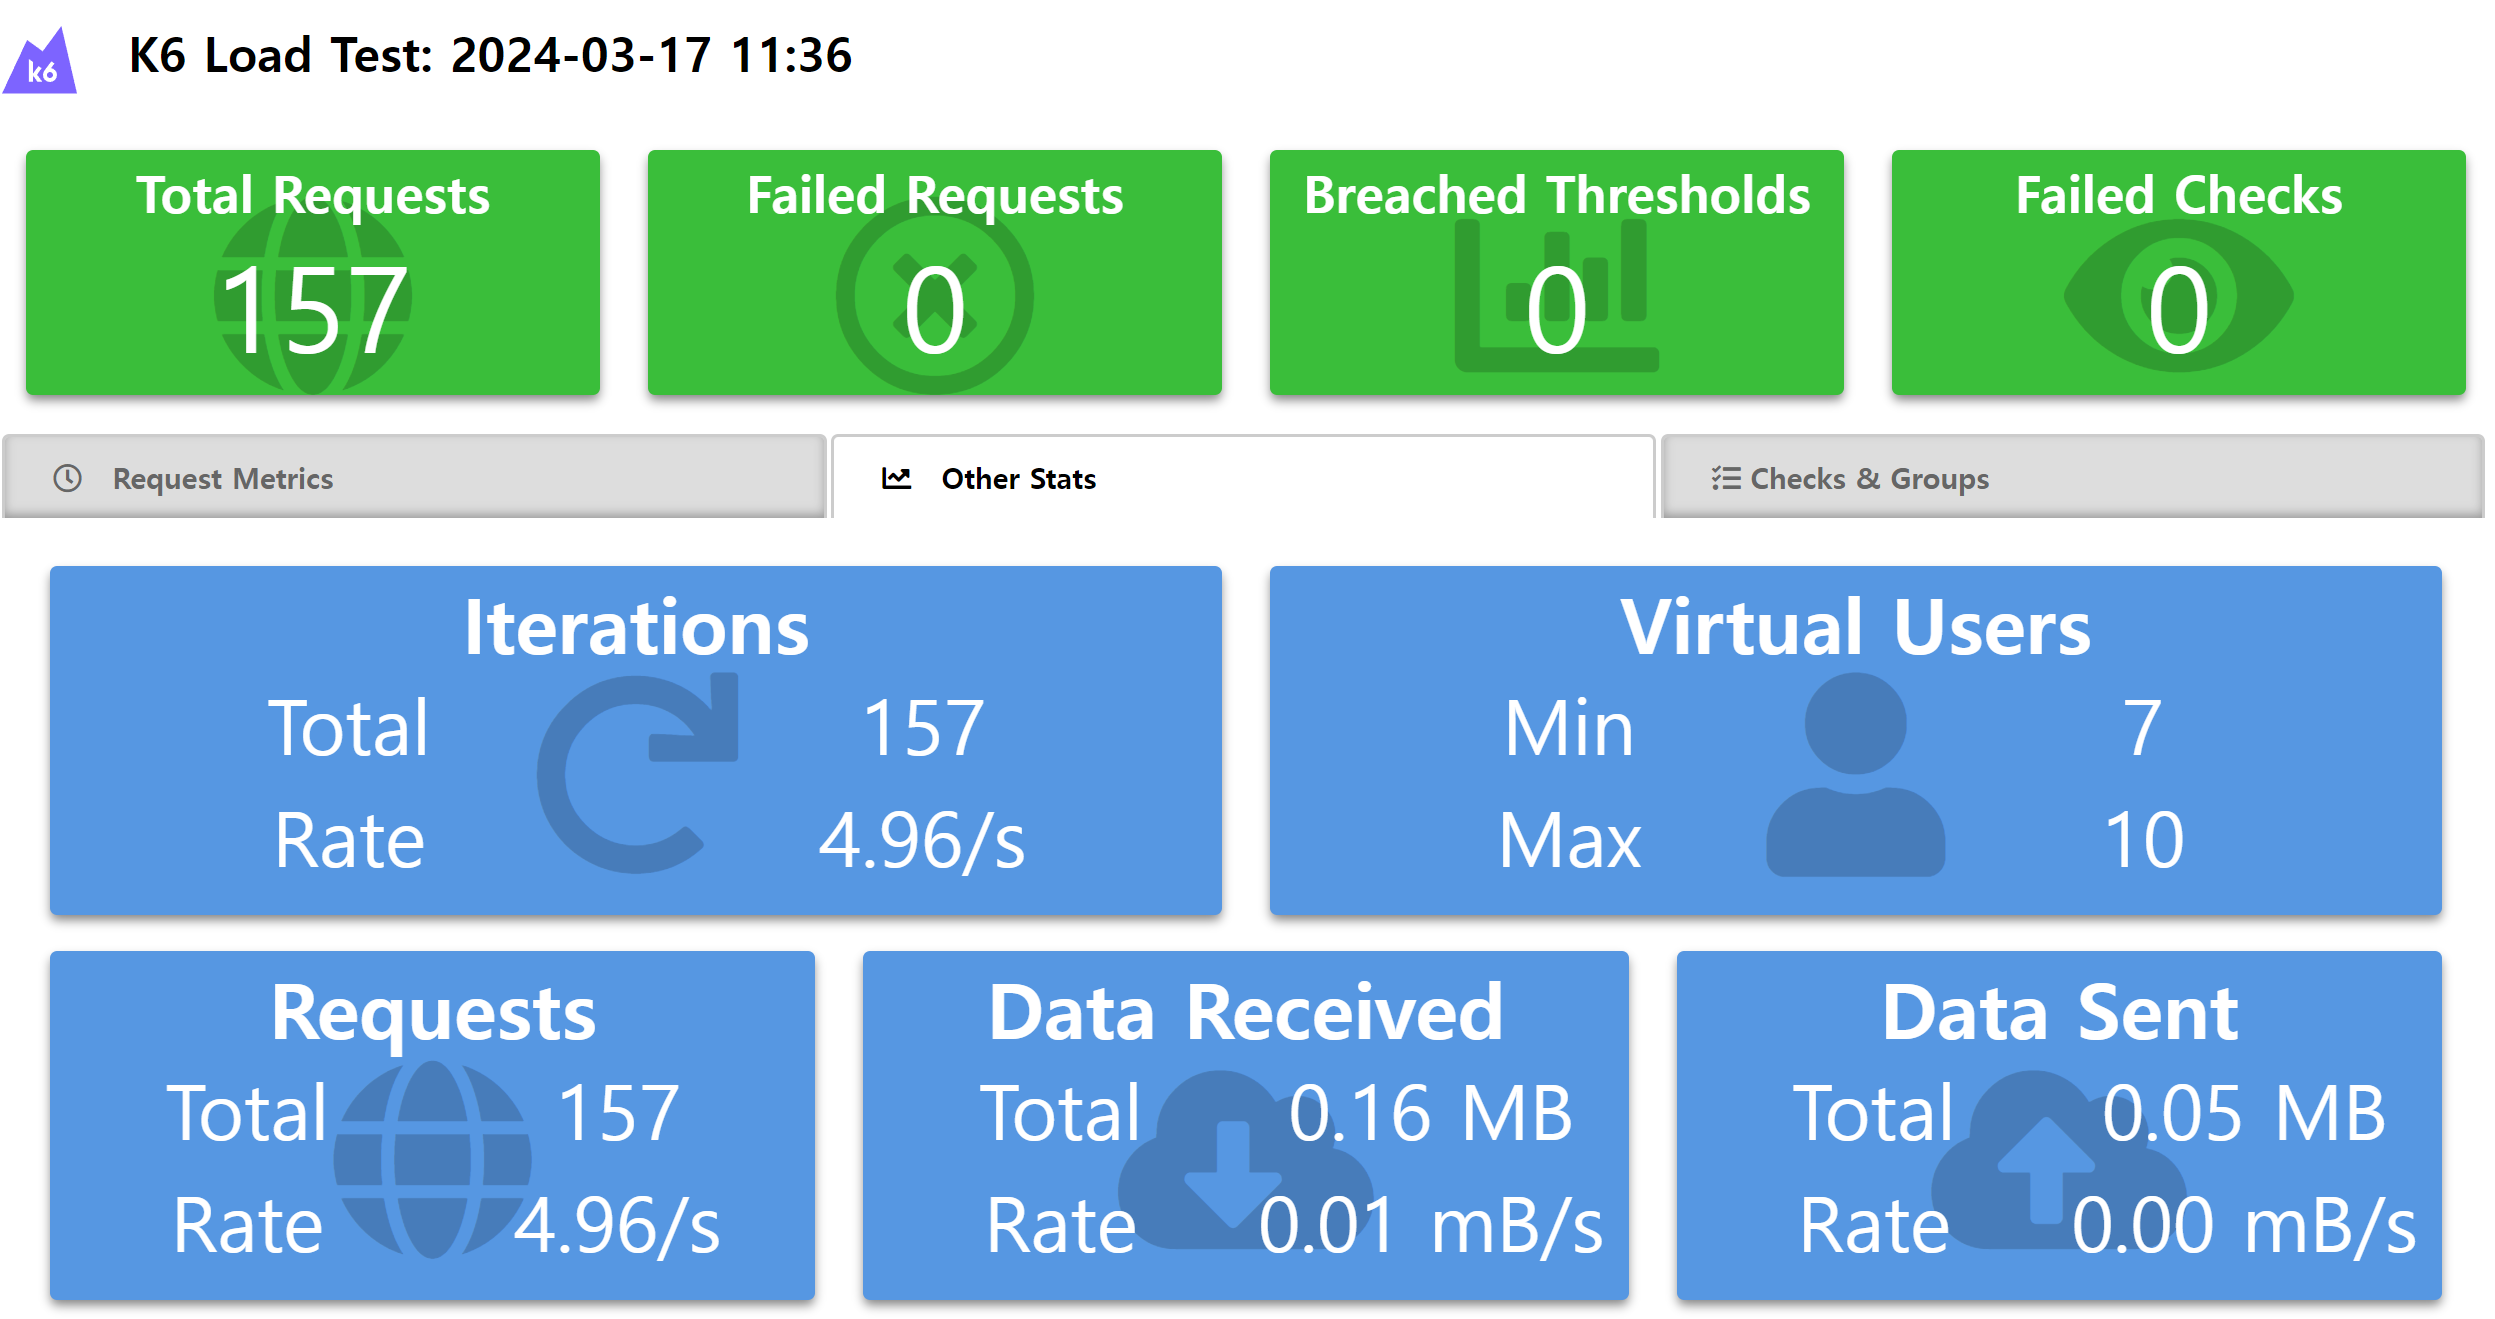 k6
K6 Load Test: 2024-03-17 11:36
Total Requests
157
Failed Requests
0
Breached Thresholds
0
Failed Checks
0
Request Metrics
Other Stats
Checks & Groups
Iterations
Total 157
Rate 4.96/s
Virtual Users
Min 7
Max 10
Requests
Total 157
Rate 4.96/s
Data Received
Total 0.16 MB
Rate 0.01 mB/s
Data Sent
Total 0.05 MB
Rate 0.00 mB/s